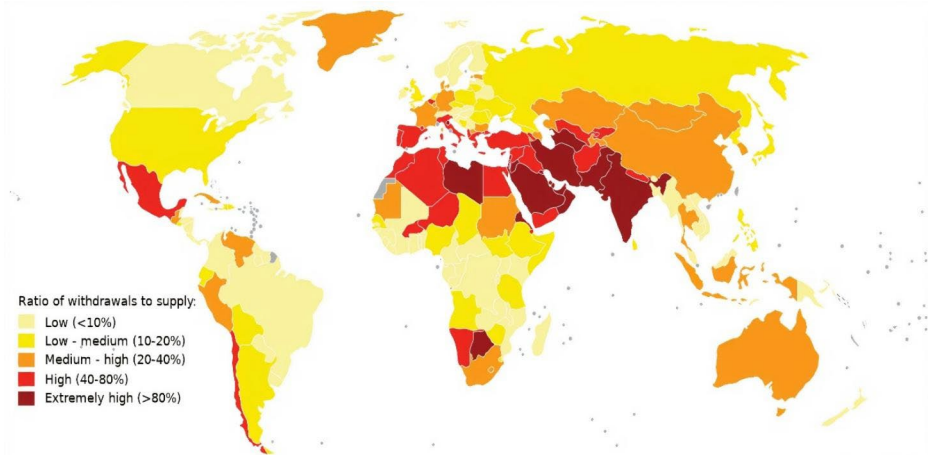 Ratio of withdrawals to supply:
Low (<10%)
Low - medium (10-20%)
Medium - high (20-40%)
High (40-80%)
Extremely high (>80%)